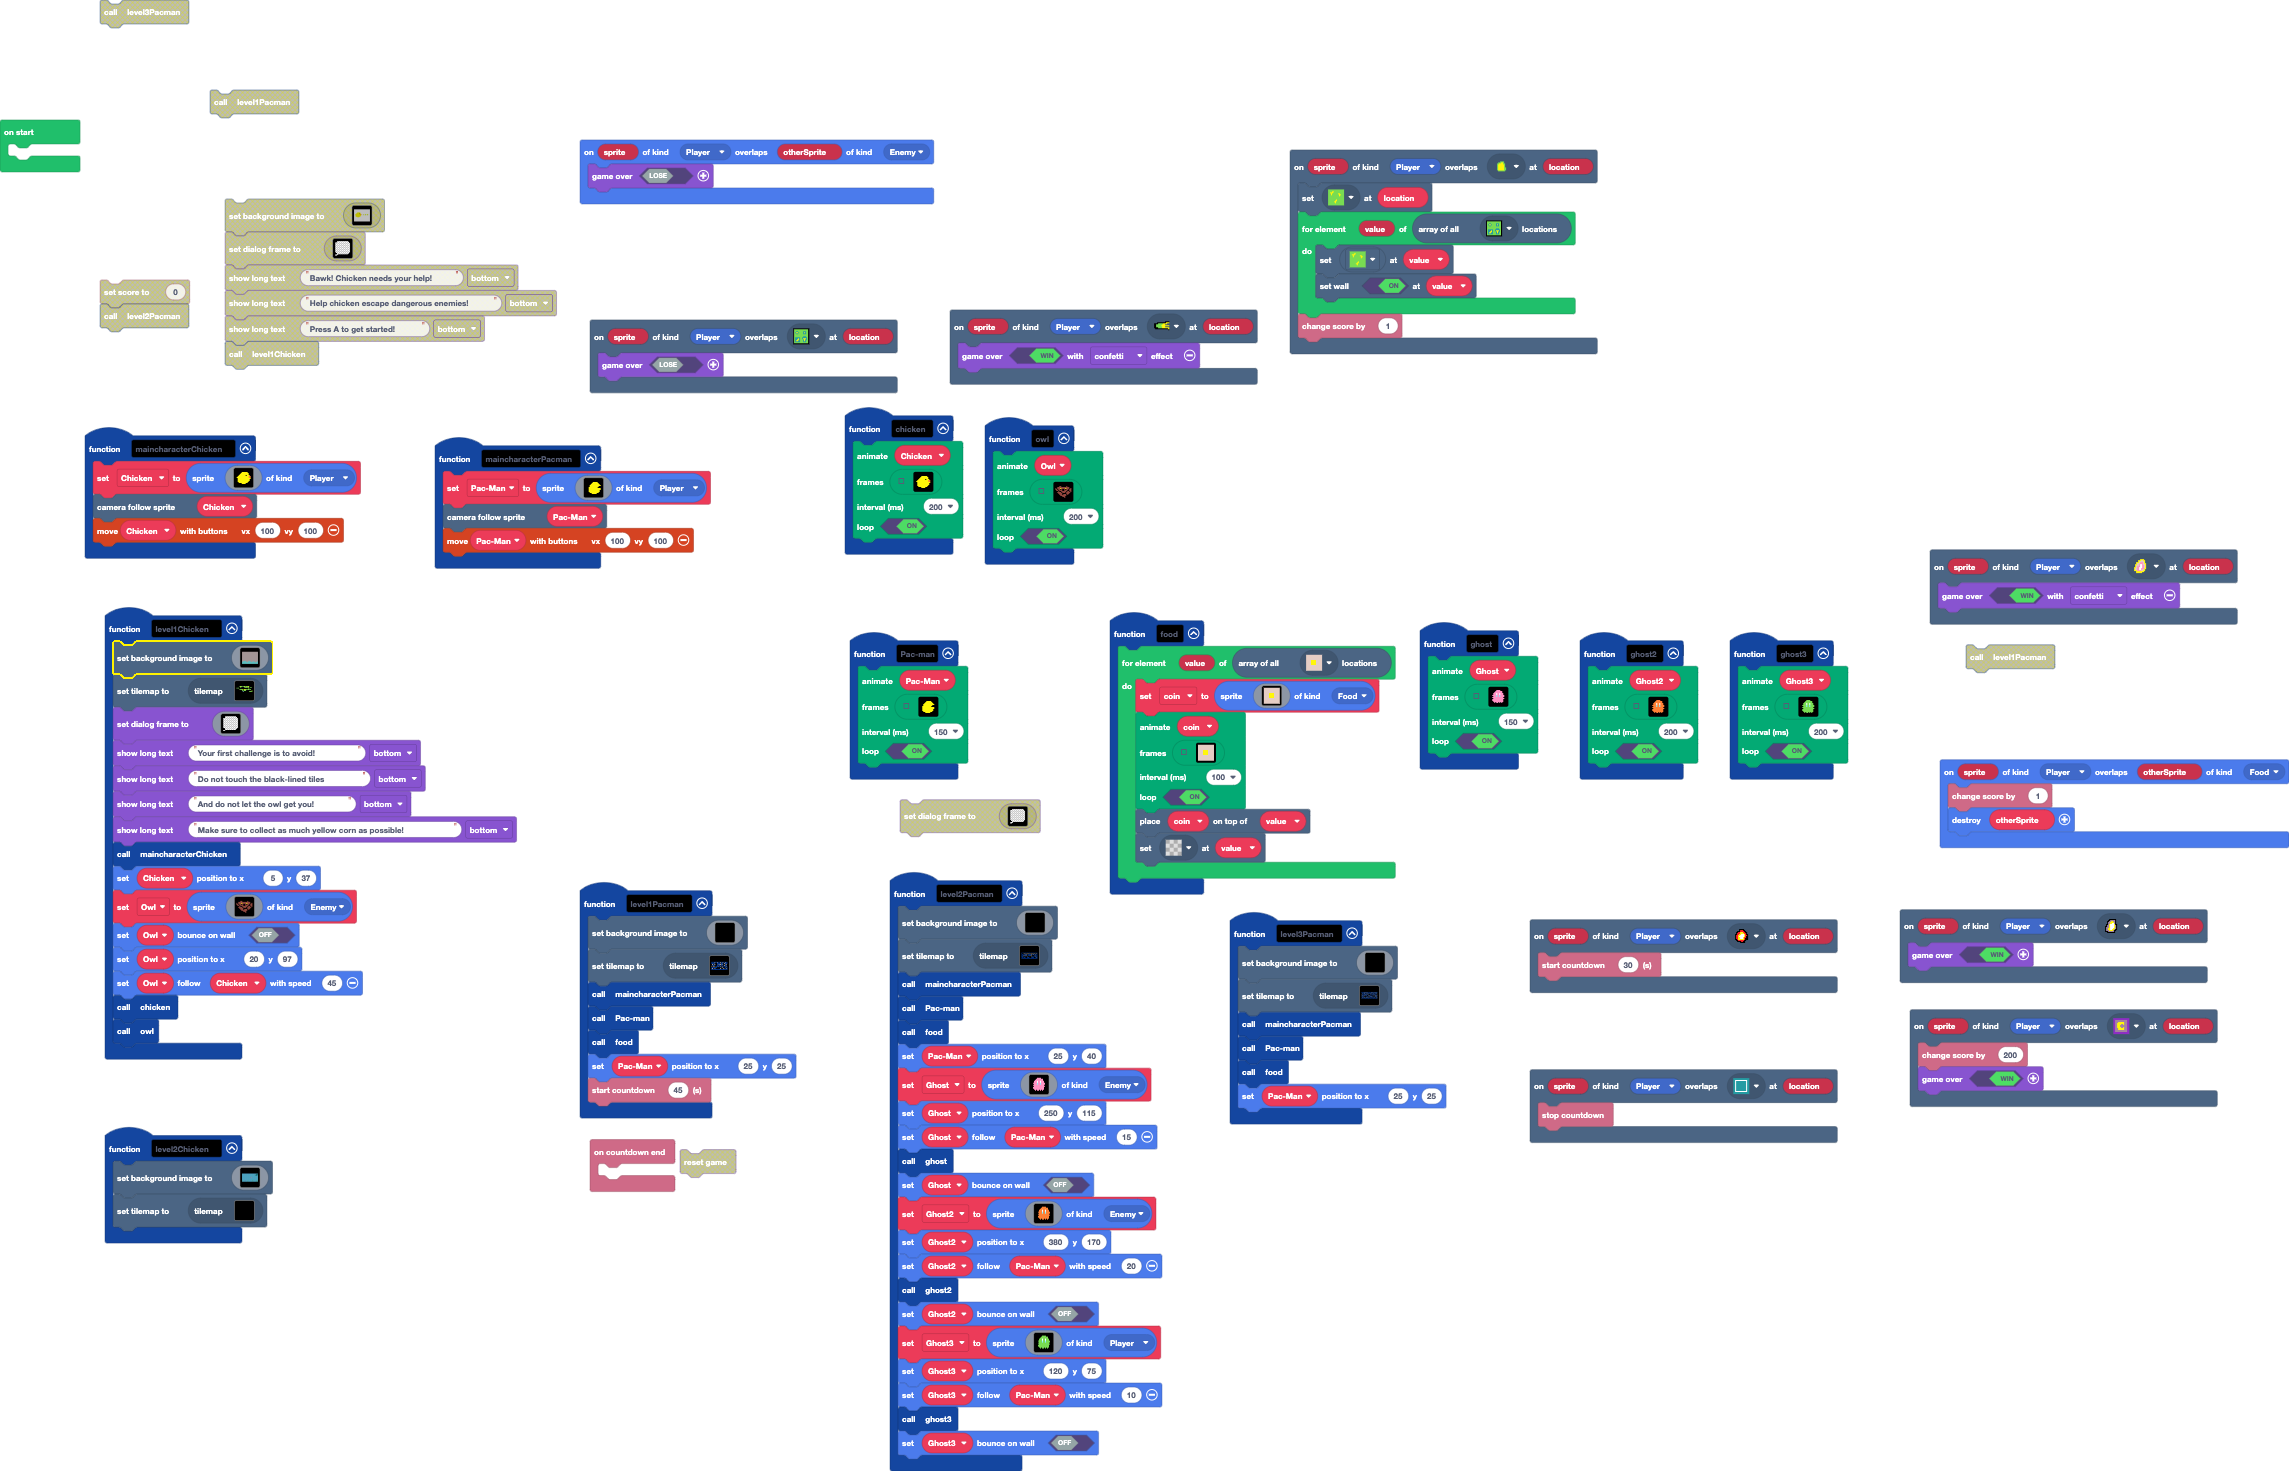 call level3Pacman
call level1Pacman
on start
set background image to
set dialog frame to
show long text "Bawk! Chicken needs your help!" bottom
show long text "Help chicken escape dangerous enemies!" bottom
show long text "Press A to get started!" bottom
call level1Chicken
set score to 0
call level2Pacman
on sprite of kind Player overlaps otherSprite of kind Enemy
game over LOSE
on sprite of kind Player overlaps at location
game over LOSE
on sprite of kind Player overlaps at location
game over WIN with confetti effect
on sprite of kind Player overlaps at location
set at location
for element value of array of all locations
do
set at value
set wall ON at value
change score by 1
function maincharacterChicken
set Chicken to sprite of kind Player
camera follow sprite Chicken
move Chicken with buttons vx 100 vy 100
function maincharacterPacman
set Pac-Man to sprite of kind Player
camera follow sprite Pac-Man
move Pac-Man with buttons vx 100 vy 100
function chicken
animate Chicken
frames
interval (ms) 200
loop ON
function owl
animate Owl
frames
interval (ms) 200
loop ON
on sprite of kind Player overlaps at location
game over WIN with confetti effect
call level1Pacman
function level1Chicken
set background image to
set tilemap to tilemap
set dialog frame to
show long text "Your first challenge is to avoid!" bottom
show long text "Do not touch the black-lined tiles" bottom
show long text "And do not let the owl get you!" bottom
show long text "Make sure to collect as much yellow corn as possible!" bottom
call maincharacterChicken
set Chicken position to x 5 y 37
set Owl to sprite of kind Enemy
set Owl bounce on wall OFF
set Owl position to x 20 y 97
set Owl follow Chicken with speed 45
call chicken
call owl
function Pac-man
animate Pac-Man
frames
interval (ms) 150
loop ON
set dialog frame to
function food
for element value of array of all locations
do
set coin to sprite of kind Food
animate coin
frames
interval (ms) 100
loop ON
place coin on top of value
set at value
function ghost
animate Ghost
frames
interval (ms) 150
loop ON
function ghost2
animate Ghost2
frames
interval (ms) 200
loop ON
function ghost3
animate Ghost3
frames
interval (ms) 200
loop ON
on sprite of kind Player overlaps otherSprite of kind Food
change score by 1
destroy otherSprite
function level1Pacman
set background image to
set tilemap to tilemap
call maincharacterPacman
call Pac-man
call food
set Pac-Man position to x 25 y 25
start countdown 45 (s)
on countdown end
reset game
function level2Pacman
set background image to
set tilemap to tilemap
call maincharacterPacman
call Pac-man
call food
set Pac-Man position to x 25 y 40
set Ghost to sprite of kind Enemy
set Ghost position to x 250 y 115
set Ghost follow Pac-Man with speed 15
call ghost
set Ghost bounce on wall OFF
set Ghost2 to sprite of kind Enemy
set Ghost2 position to x 380 y 170
set Ghost2 follow Pac-Man with speed 20
call ghost2
set Ghost2 bounce on wall OFF
set Ghost3 to sprite of kind Player
set Ghost3 position to x 120 y 75
set Ghost3 follow Pac-Man with speed 10
call ghost3
set Ghost3 bounce on wall OFF
function level3Pacman
set background image to
set tilemap to tilemap
call maincharacterPacman
call Pac-man
call food
set Pac-Man position to x 25 y 25
on sprite of kind Player overlaps at location
start countdown 30 (s)
on sprite of kind Player overlaps at location
stop countdown
on sprite of kind Player overlaps at location
game over WIN
on sprite of kind Player overlaps at location
change score by 200
game over WIN
function level2Chicken
set background image to
set tilemap to tilemap